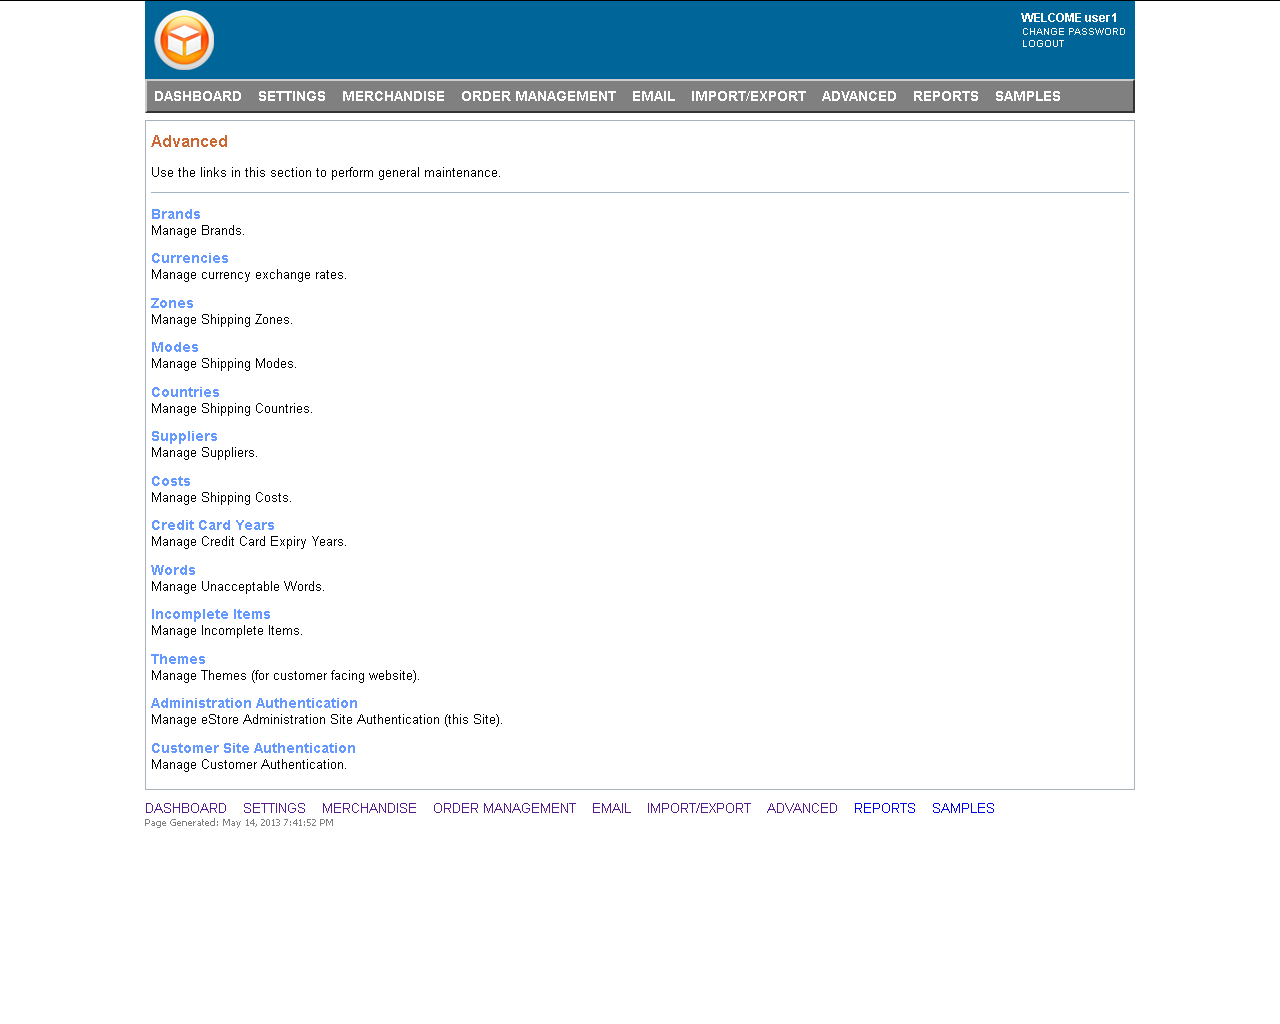 WELCOME user1
CHANGE PASSWORD
LOGOUT
DASHBOARD SETTINGS MERCHANDISE ORDER MANAGEMENT EMAIL IMPORT/EXPORT ADVANCED REPORTS SAMPLES
Advanced
Use the links in this section to perform general maintenance.
Brands
Manage Brands.
Currencies
Manage currency exchange rates.
Zones
Manage Shipping Zones.
Modes
Manage Shipping Modes.
Countries
Manage Shipping Countries.
Suppliers
Manage Suppliers.
Costs
Manage Shipping Costs.
Credit Card Years
Manage Credit Card Expiry Years.
Words
Manage Unacceptable Words.
Incomplete Items
Manage Incomplete Items.
Themes
Manage Themes (for customer facing website).
Administration Authentication
Manage eStore Administration Site Authentication (this Site).
Customer Site Authentication
Manage Customer Authentication.
DASHBOARD SETTINGS MERCHANDISE ORDER MANAGEMENT EMAIL IMPORT/EXPORT ADVANCED REPORTS SAMPLES
Page Generated: May 14, 2013 7:41:52 PM